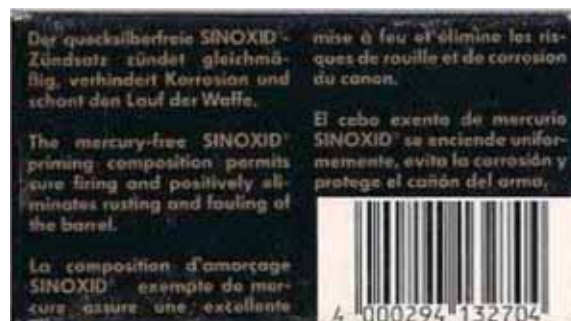 Der quecksilberfreie SINOXID®-
Zündsatz zündet gleichmä-
ßig, verhindert Korrosion und
schont den Lauf der Waffe.
The mercury-free SINOXID®
priming composition permits
sure firing and positively eli-
minates rusting and fouling of
the barrel.
La composition d'amorçage
SINOXID® exempte de mer-
cure assure une excellente
mise à feu et élimine les ris-
ques de rouille et de corrosion
du canon.
El cebo exento de mercurio
SINOXID® se enciende unifor-
memente, evita la corrosión y
protege el cañón del arma.
4 000294 132704